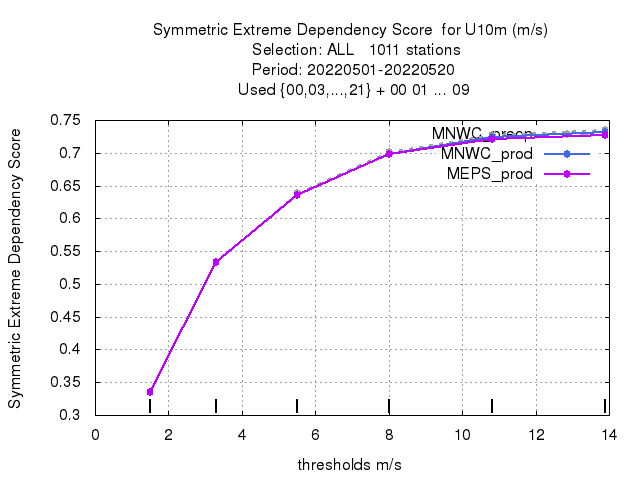 Symmetric Extreme Dependency Score for U10m (m/s)
Selection: ALL 1011 stations
Period: 20220501-20220520
Used {00,03,...,21} + 00 01 ... 09
Symmetric Extreme Dependency Score
0.75
0.7
0.65
0.6
0.55
0.5
0.45
0.4
0.35
0.3
MNWC_preop
MNWC_prod
MEPS_prod
0 2 4 6 8 10 12 14
thresholds m/s